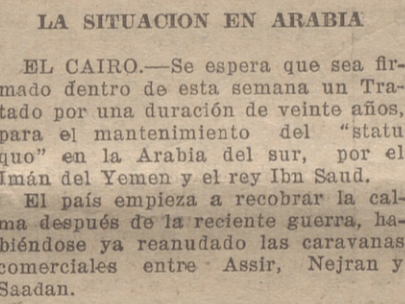 LA SITUACION EN ARABIA
EL CAIRO.—Se espera que sea fir-
mado dentro de esta semana un Tra-
tado por una duración de veinte años,
para el mantenimiento del "statu
quo" en la Arabia del sur, por el
Imán del Yemen y el rey Ibn Saud.
El país empieza a recobrar la cal-
ma después de la reciente guerra, ha-
biéndose ya reanudado las caravanas
comerciales entre Assir, Nejran y
Saadan.